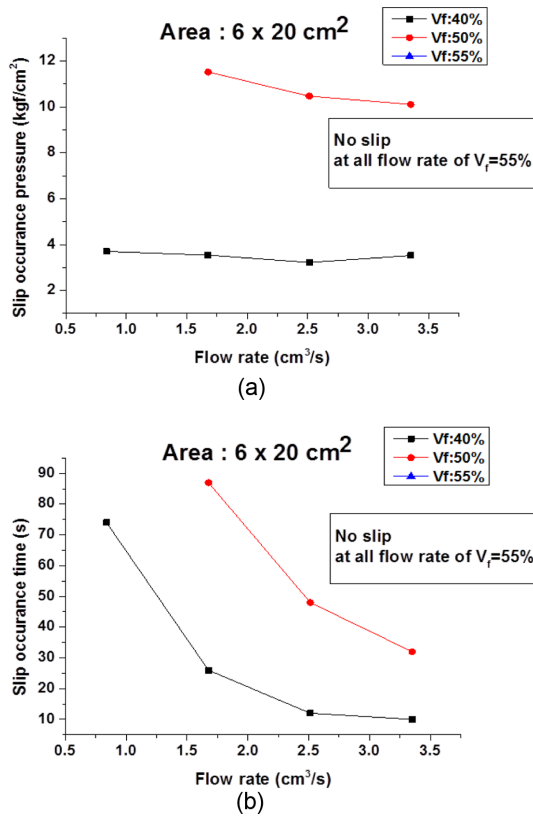 Area : 6 x 20 cm²
Vf:40%
Vf:50%
Vf:55%
Slip occurance pressure (kgf/cm²)
12
10
8
6
4
2
No slip
at all flow rate of Vf=55%
0.5 1.0 1.5 2.0 2.5 3.0 3.5
Flow rate (cm³/s)
(a)
Area : 6 x 20 cm²
Vf:40%
Vf:50%
Vf:55%
Slip occurance time (s)
90
80
70
60
50
40
30
20
10
No slip
at all flow rate of Vf=55%
0.5 1.0 1.5 2.0 2.5 3.0 3.5
Flow rate (cm³/s)
(b)